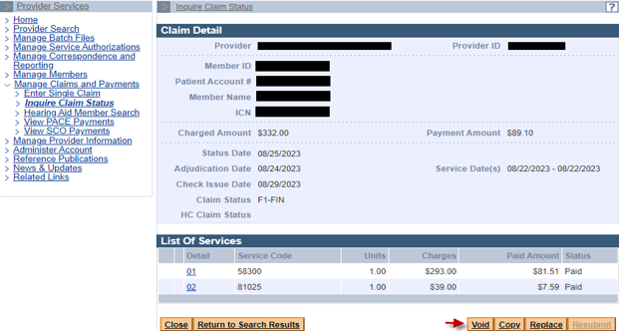 Provider Services
Home
Provider Search
Manage Batch Files
Manage Service Authorizations
Manage Correspondence and
Reporting
Manage Members
Manage Claims and Payments
Enter Single Claim
Inquire Claim Status
Hearing Aid Member Search
View PACE Payments
View SCO Payments
Manage Provider Information
Administer Account
Reference Publications
News & Updates
Related Links
Inquire Claim Status ?
Claim Detail
Provider Provider ID
Member ID
Patient Account #
Member Name
ICN
Charged Amount $332.00 Payment Amount $89.10
Status Date 08/25/2023
Adjudication Date 08/24/2023 Service Date(s) 08/22/2023 - 08/22/2023
Check Issue Date 08/29/2023
Claim Status F1-FIN
HC Claim Status
List Of Services
Detail Service Code Units Charges Paid Amount Status
01 58300 1.00 $293.00 $81.51 Paid
02 81025 1.00 $39.00 $7.59 Paid
Close Return to Search Results Void Copy Replace Resubmit